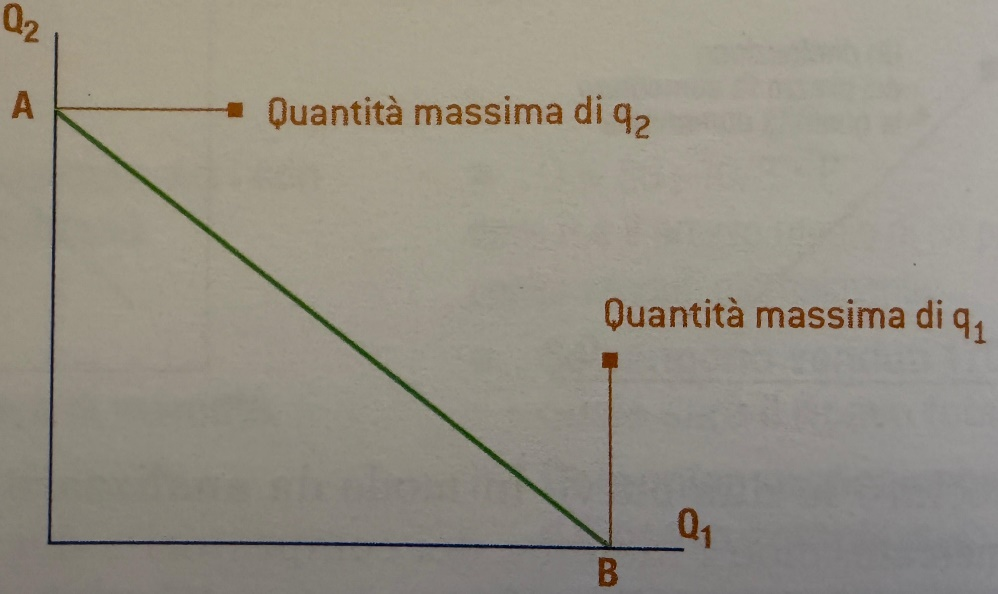 Q₂
A
Quantità massima di q₂
Quantità massima di q₁
Q₁
B